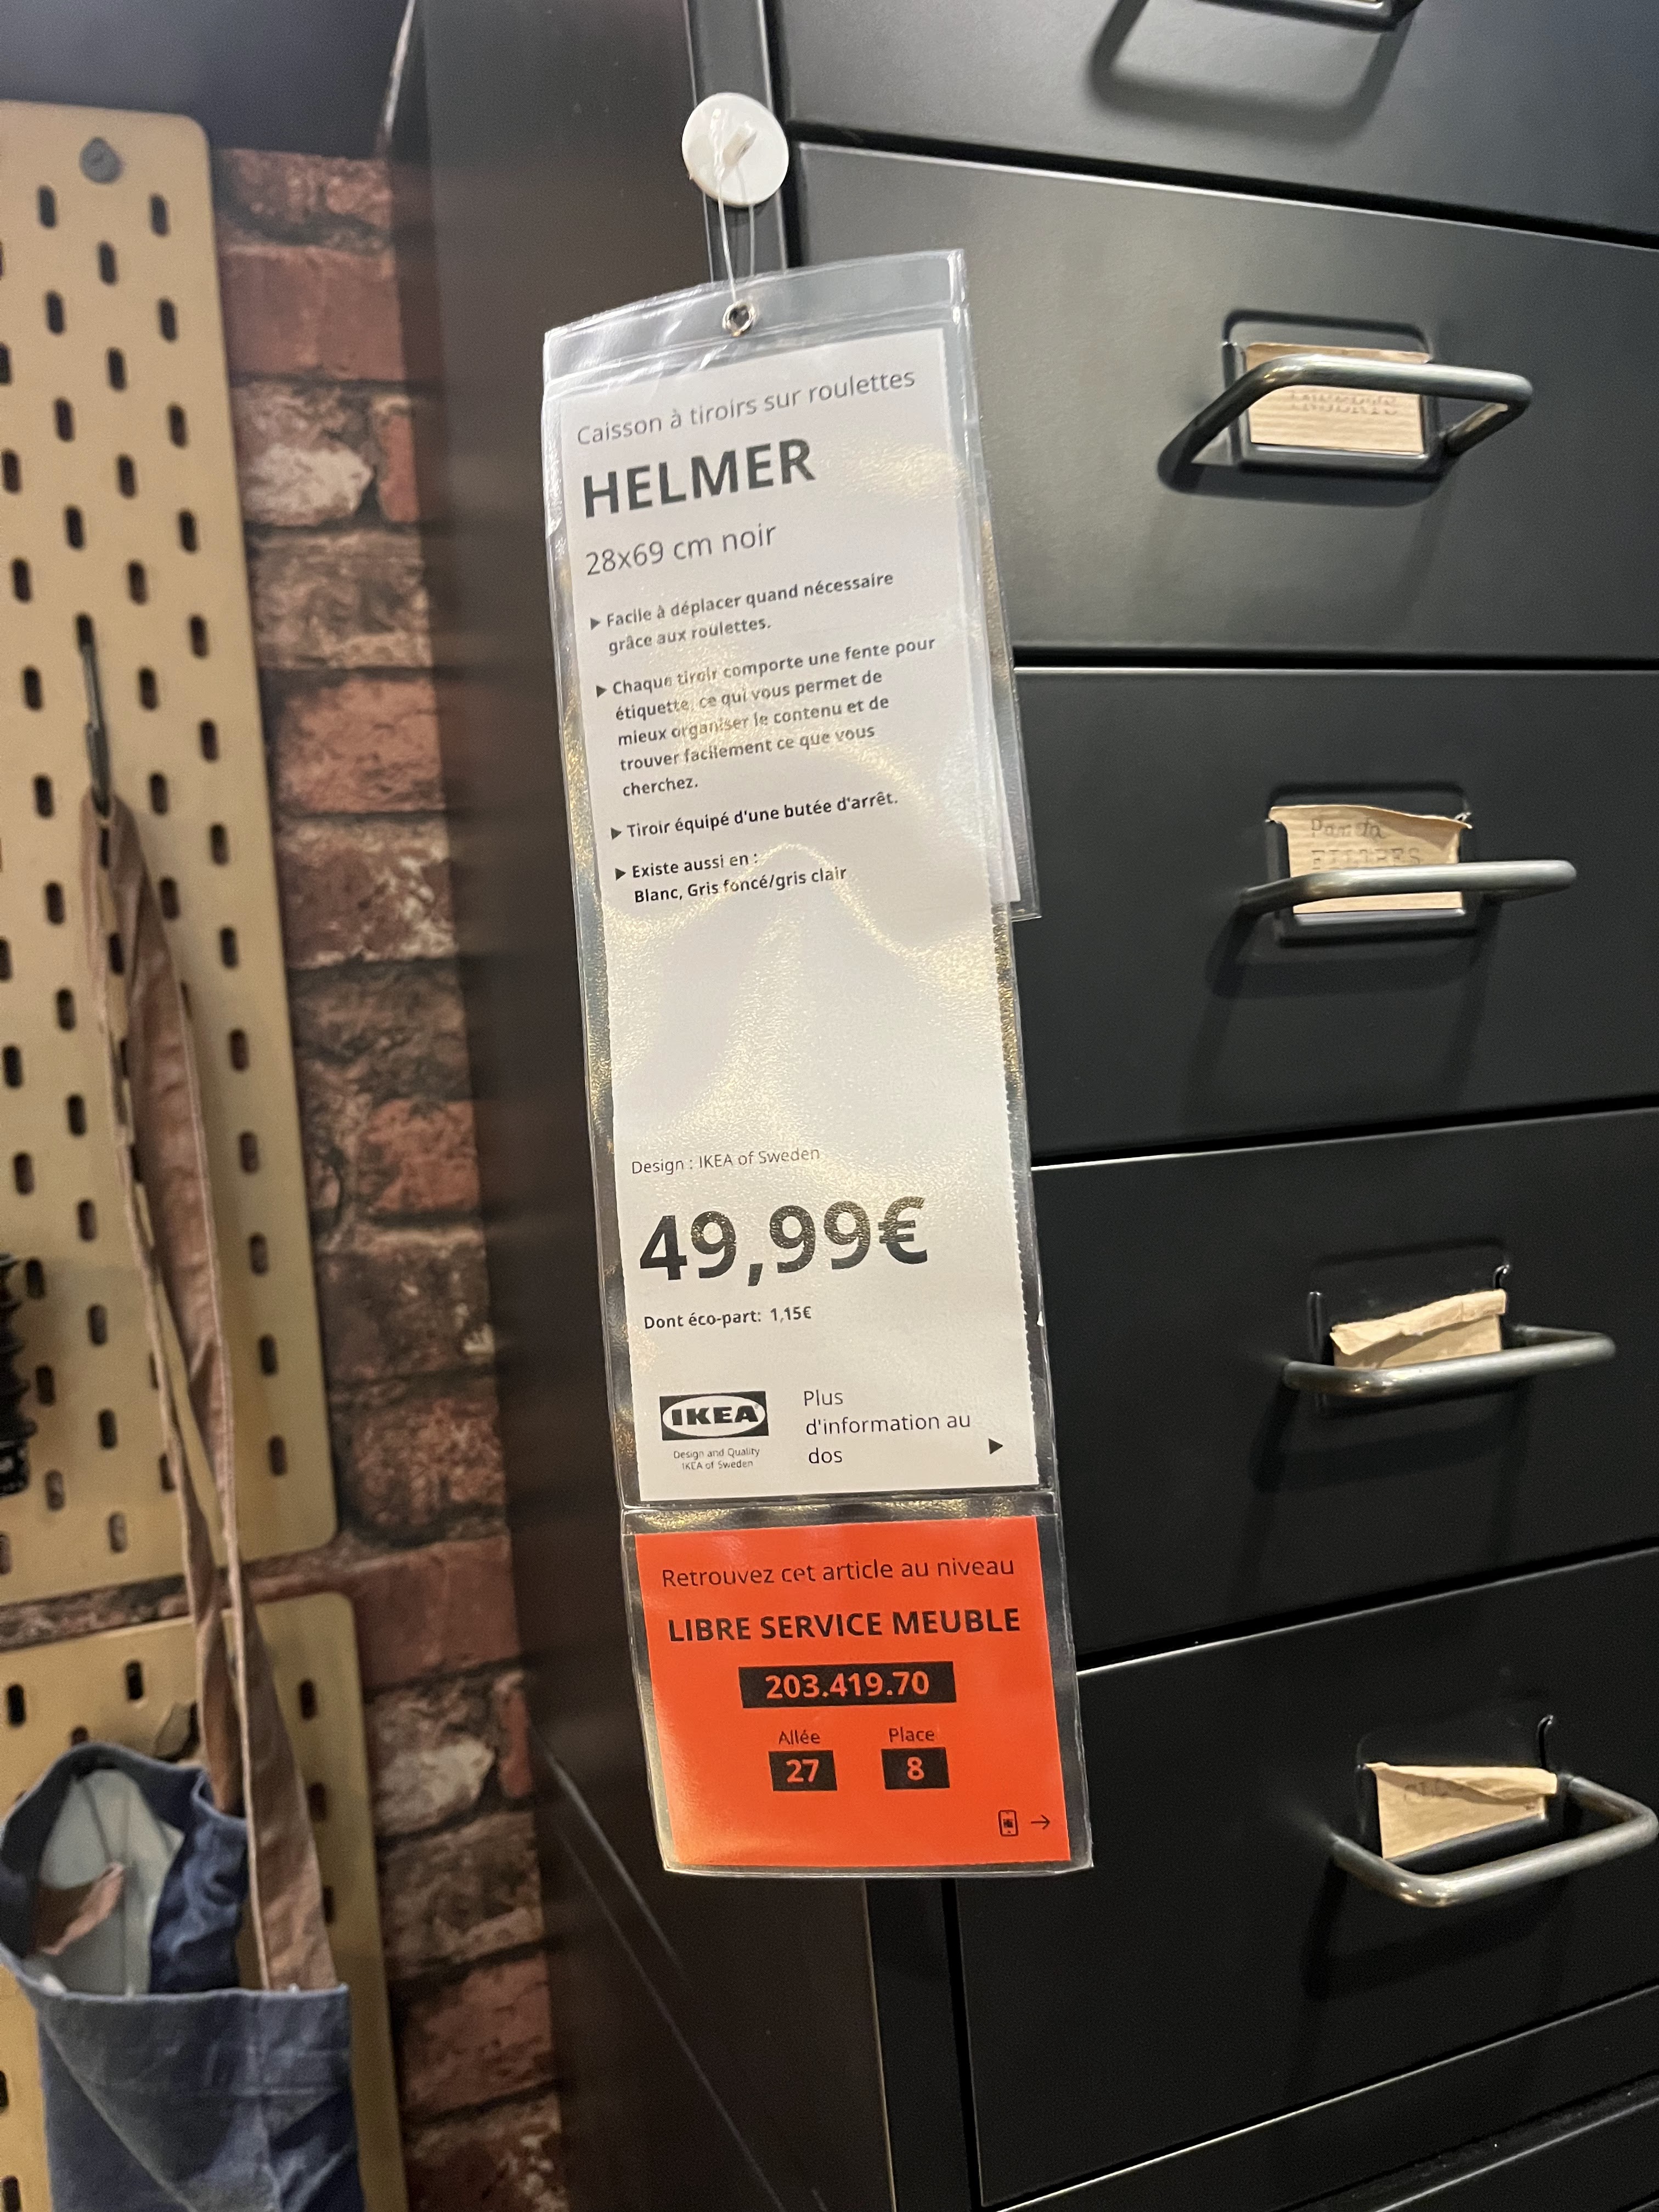 Caisson à tiroirs sur roulettes
HELMER
28x69 cm noir
▶ Facile à déplacer quand nécessaire
grâce aux roulettes.
▶ Chaque tiroir comporte une fente pour
étiquette, ce qui vous permet de
mieux organiser le contenu et de
trouver facilement ce que vous
cherchez.
▶ Tiroir équipé d'une butée d'arrêt.
▶ Existe aussi en :
Blanc, Gris foncé/gris clair
Design : IKEA of Sweden
49,99€
Dont éco-part: 1,15€
IKEA
Design and Quality
IKEA of Sweden
Plus
d'information au
dos ▶
Retrouvez cet article au niveau
LIBRE SERVICE MEUBLE
203.419.70
Allée
27
Place
8
Panda
FILTRES